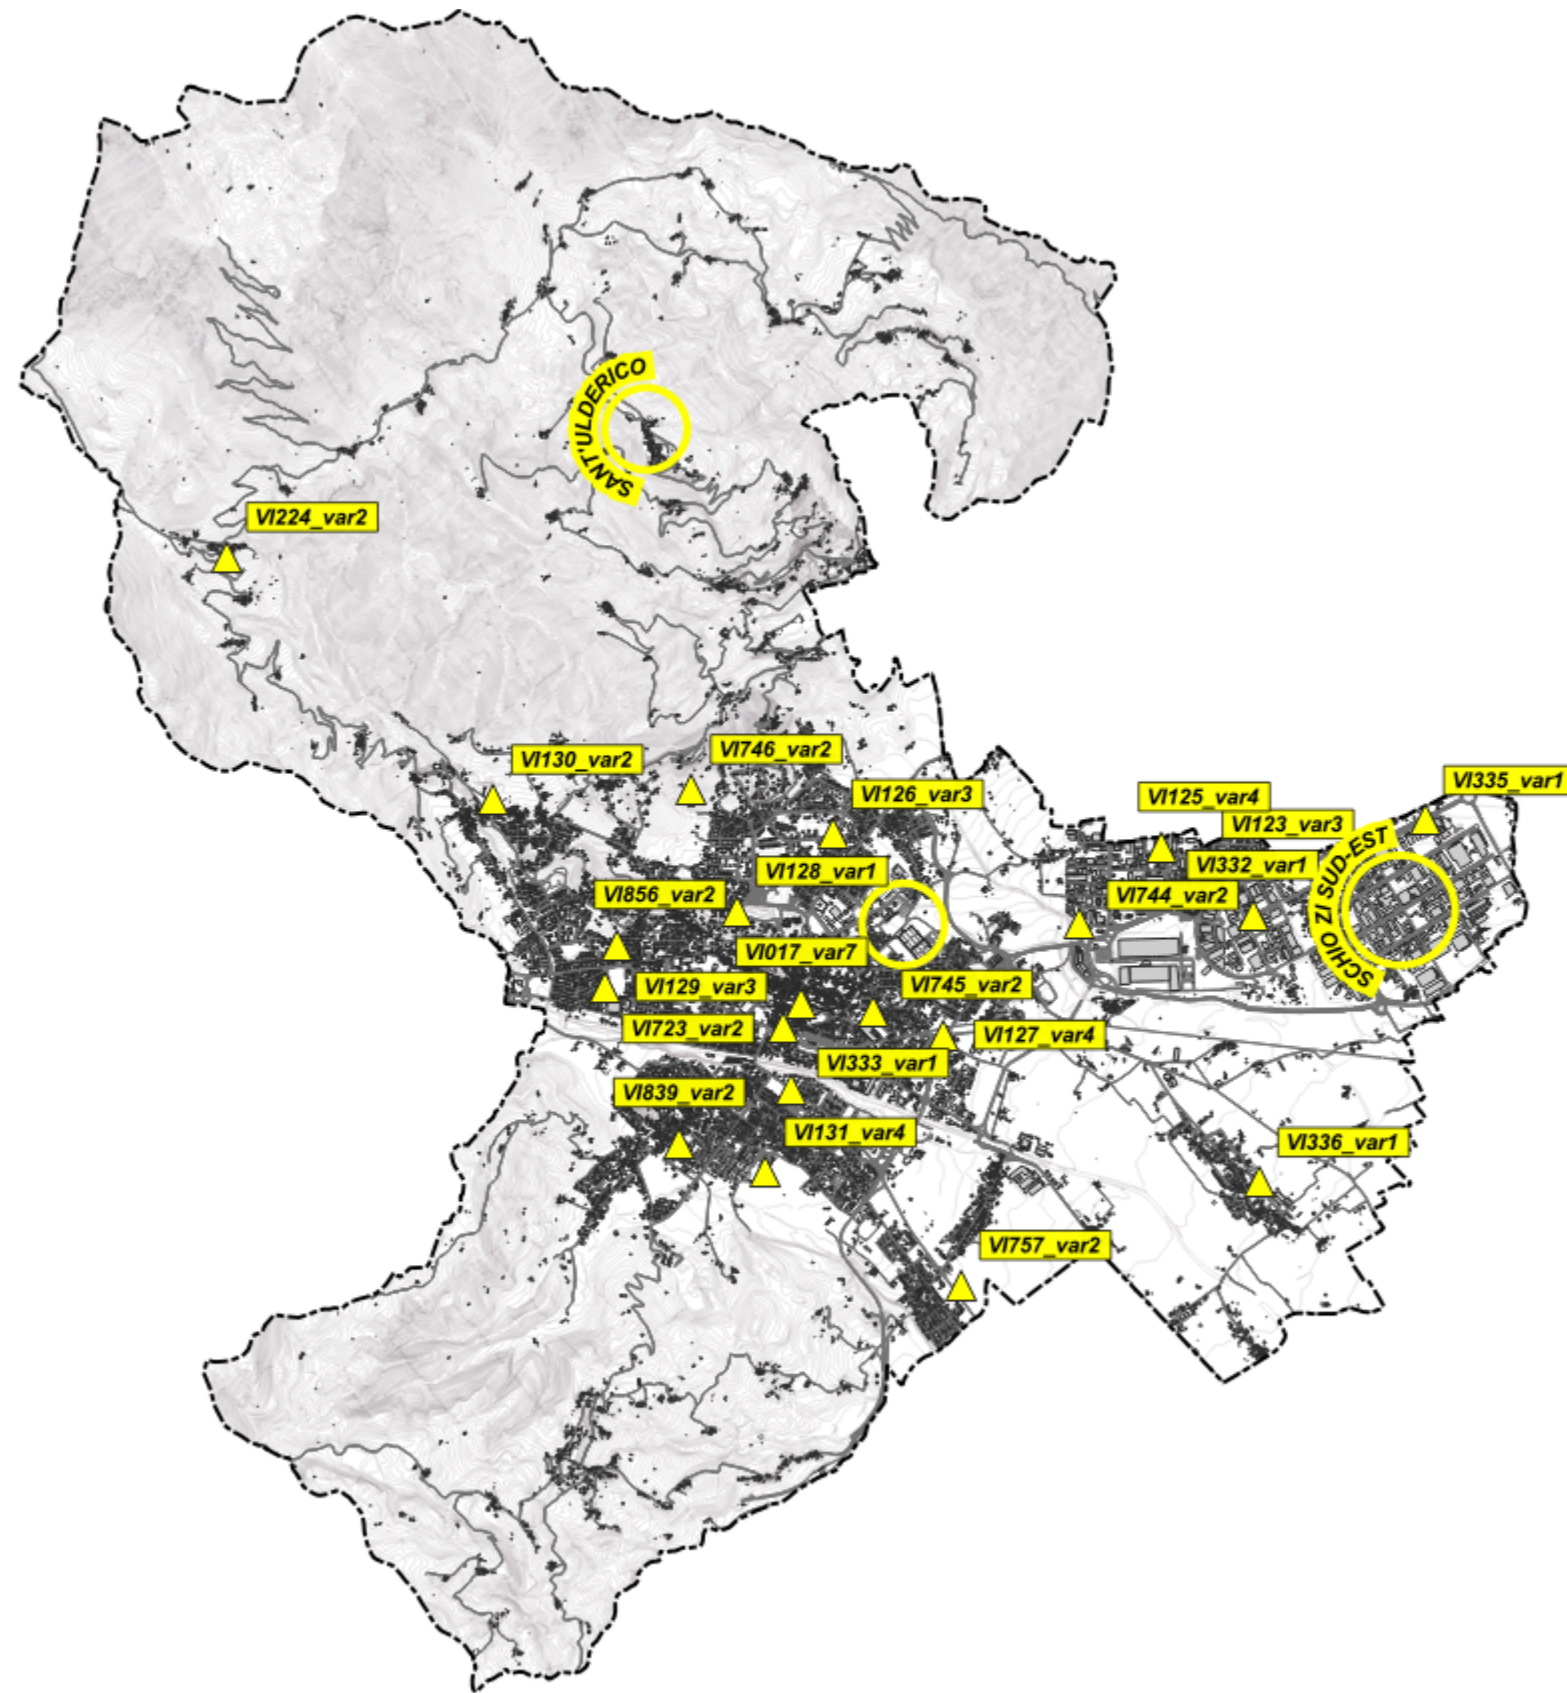 SANT'ULDERICO
VI224_var2
VI130_var2
VI746_var2
VI126_var3
VI125_var4
VI335_var1
VI123_var3
VI128_var1
VI332_var1
SCHIO ZI SUD-EST
VI856_var2
VI744_var2
VI017_var7
VI129_var3
VI745_var2
VI723_var2
VI127_var4
VI333_var1
VI839_var2
VI131_var4
VI336_var1
VI757_var2